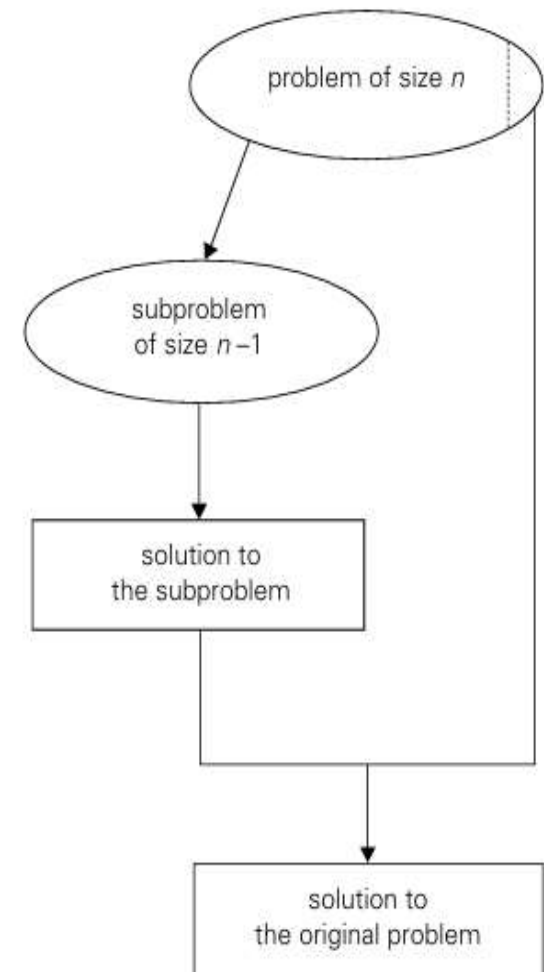 problem of size n
subproblem
of size n–1
solution to
the subproblem
solution to
the original problem